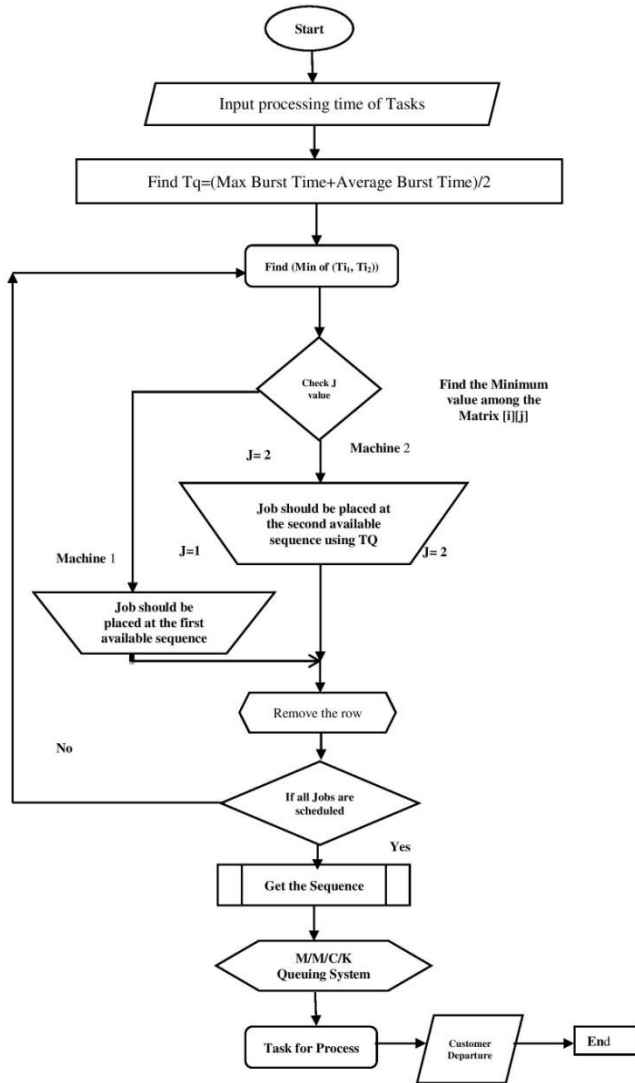 Start
Input processing time of Tasks
Find Tq=(Max Burst Time+Average Burst Time)/2
Find (Min of (Ti₁, Ti₂))
Check J
value
Find the Minimum
value among the
Matrix [i][j]
J= 2
Machine 2
Job should be placed at
the second available
sequence using TQ
J=1
J= 2
Machine 1
Job should be
placed at the first
available sequence
Remove the row
No
If all Jobs are
scheduled
Yes
Get the Sequence
M/M/C/K
Queuing System
Task for Process
Customer
Departure
End